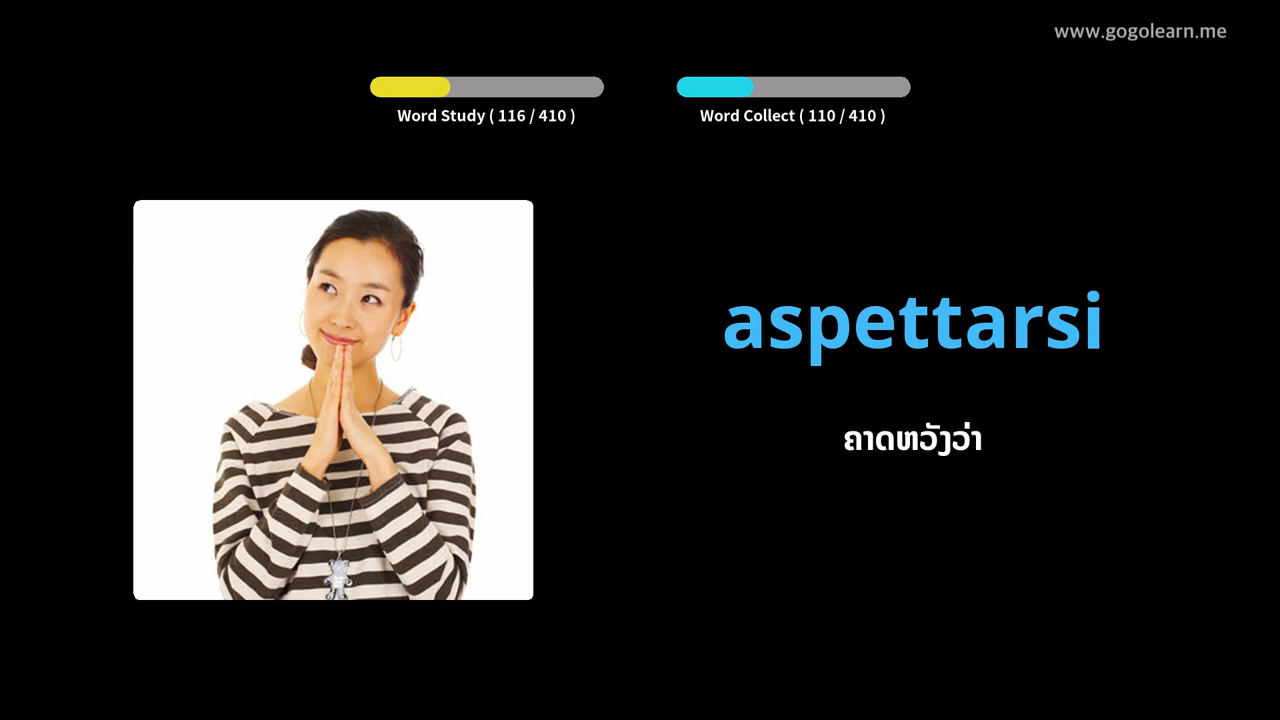 www.gogolearn.me
Word Study ( 116 / 410 )
Word Collect ( 110 / 410 )
aspettarsi
ຄາດຫວັງວ່າ